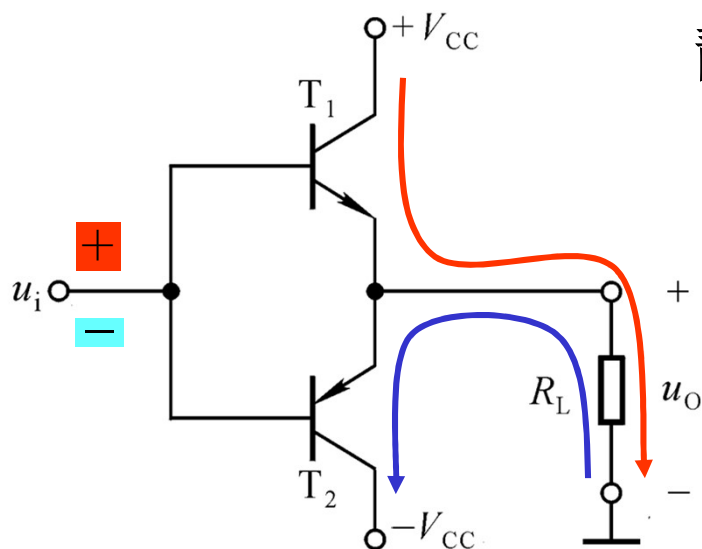 +V_CC
T_1
+
u_i
−
+
R_L
u_O
T_2
−
−V_CC